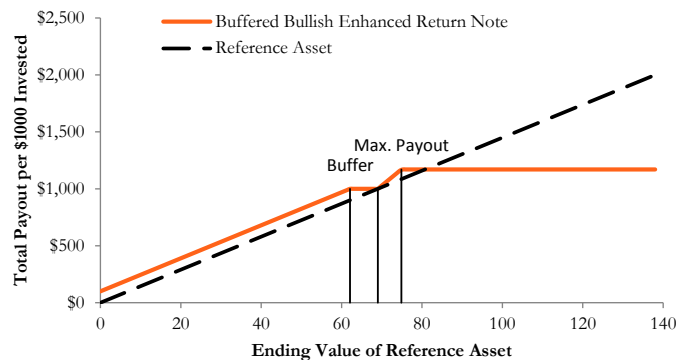 Buffered Bullish Enhanced Return Note
Reference Asset
Total Payout per $1000 Invested
$2,500
$2,000
$1,500
$1,000
$500
$0
Max. Payout
Buffer
0 20 40 60 80 100 120 140
Ending Value of Reference Asset